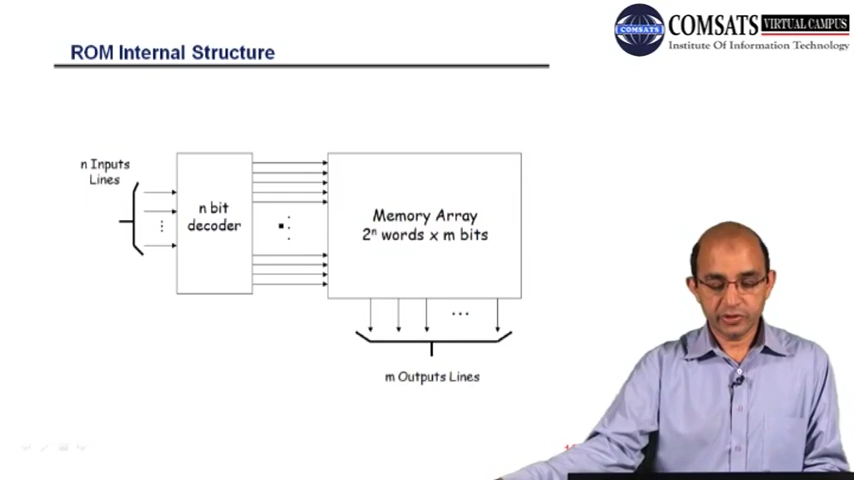 COMSATS VIRTUAL CAMPUS
COMSATS
Institute Of Information Technology
ROM Internal Structure
n Inputs
Lines
n bit
decoder
Memory Array
2ⁿ words x m bits
m Outputs Lines